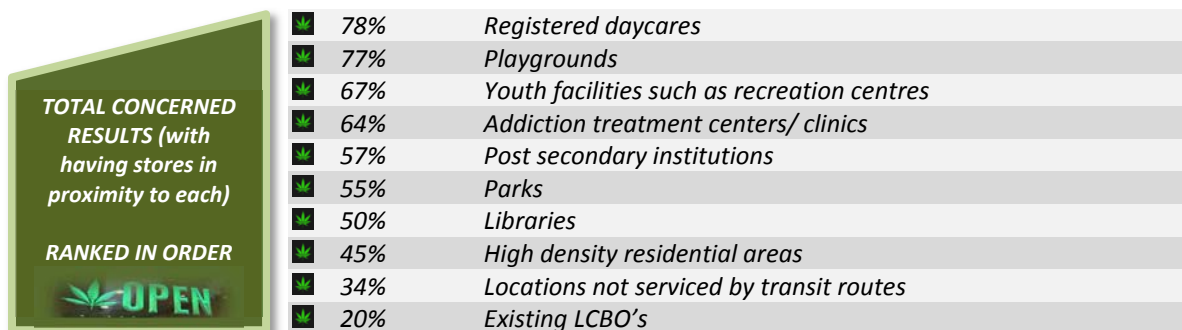 TOTAL CONCERNED
RESULTS (with
having stores in
proximity to each)
RANKED IN ORDER
OPEN
78% Registered daycares
77% Playgrounds
67% Youth facilities such as recreation centres
64% Addiction treatment centers/ clinics
57% Post secondary institutions
55% Parks
50% Libraries
45% High density residential areas
34% Locations not serviced by transit routes
20% Existing LCBO’s